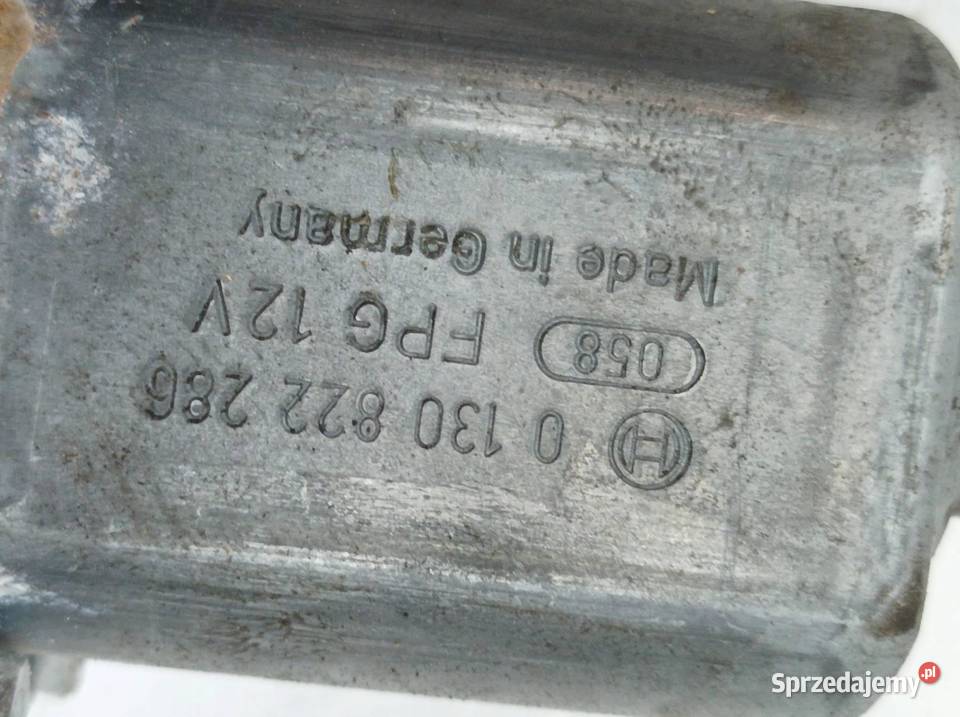 0 130 822 286
058 FPG 12V
Made in Germany
Sprzedajemy.pl